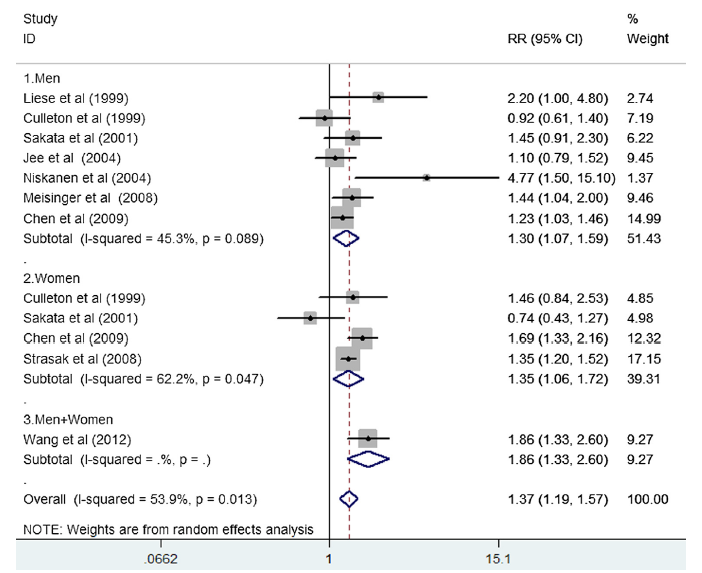 Study %
ID RR (95% CI) Weight
1.Men
Liese et al (1999) 2.20 (1.00, 4.80) 2.74
Culleton et al (1999) 0.92 (0.61, 1.40) 7.19
Sakata et al (2001) 1.45 (0.91, 2.30) 6.22
Jee et al (2004) 1.10 (0.79, 1.52) 9.45
Niskanen et al (2004) 4.77 (1.50, 15.10) 1.37
Meisinger et al (2008) 1.44 (1.04, 2.00) 9.46
Chen et al (2009) 1.23 (1.03, 1.46) 14.99
Subtotal (I-squared = 45.3%, p = 0.089) 1.30 (1.07, 1.59) 51.43
.
2.Women
Culleton et al (1999) 1.46 (0.84, 2.53) 4.85
Sakata et al (2001) 0.74 (0.43, 1.27) 4.98
Chen et al (2009) 1.69 (1.33, 2.16) 12.32
Strasak et al (2008) 1.35 (1.20, 1.52) 17.15
Subtotal (I-squared = 62.2%, p = 0.047) 1.35 (1.06, 1.72) 39.31
.
3.Men+Women
Wang et al (2012) 1.86 (1.33, 2.60) 9.27
Subtotal (I-squared = .%, p = .) 1.86 (1.33, 2.60) 9.27
.
Overall (I-squared = 53.9%, p = 0.013) 1.37 (1.19, 1.57) 100.00
NOTE: Weights are from random effects analysis
.0662 1 15.1